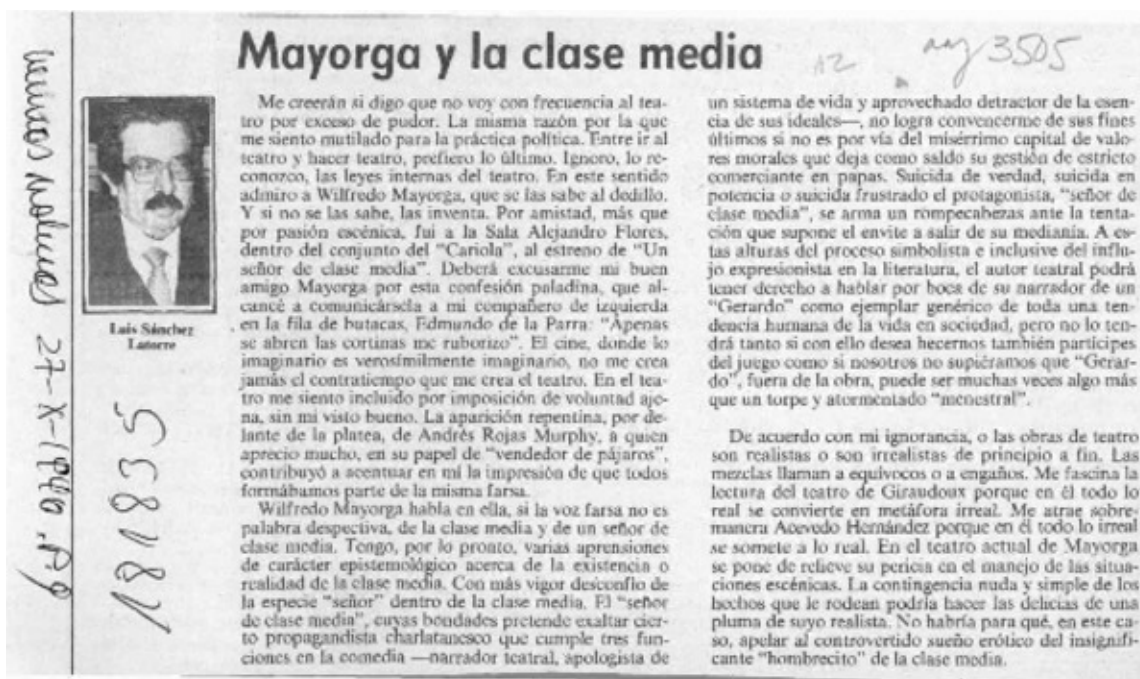 Mayorga y la clase media
3505
Luis Sánchez
Latorre
27-X-1990. P.9
181835
Me creerán si digo que no voy con frecuencia al tea-
tro por exceso de pudor. La misma razón por la que
me siento mutilado para la práctica política. Entre ir al
teatro y hacer teatro, prefiero lo último. Ignoro, lo re-
conozco, las leyes internas del teatro. En este sentido
admiro a Wilfredo Mayorga, que se las sabe al dedillo.
Y si no se las sabe, las inventa. Por amistad, más que
por pasión escénica, fui a la Sala Alejandro Flores,
dentro del conjunto del "Cariola", al estreno de "Un
señor de clase media". Deberá excusarme mi buen
amigo Mayorga por esta confesión paladina, que al-
cancé a comunicársela a mi compañero de izquierda
en la fila de butacas, Edmundo de la Parra: "Apenas
se abren las cortinas me ruborizo". El cine, donde lo
imaginario es verosímilmente imaginario, no me crea
jamás el contratiempo que me crea el teatro. En el tea-
tro me siento incluido por imposición de voluntad aje-
na, sin mi visto bueno. La aparición repentina, por de-
lante de la platea, de Andrés Rojas Murphy, a quien
aprecio mucho, en su papel de "vendedor de pájaros",
contribuyó a acentuar en mí la impresión de que todos
formábamos parte de la misma farsa.
Wilfredo Mayorga habla en ella, si la voz farsa no es
palabra despectiva, de la clase media y de un señor de
clase media. Tengo, por lo pronto, varias aprensiones
de carácter epistemológico acerca de la existencia o
realidad de la clase media. Con más vigor desconfío de
la especie "señor" dentro de la clase media. El "señor
de clase media", cuyas bondades pretende exaltar cier-
to propagandista charlatanesco que cumple tres fun-
ciones en la comedia —narrador teatral, apologista de
un sistema de vida y aprovechado detractor de la esen-
cia de sus ideales—, no logra convencerme de sus fines
últimos si no es por vía del misérrimo capital de valo-
res morales que deja como saldo su gestión de estricto
comerciante en papas. Suicida de verdad, suicida en
potencia o suicida frustrado el protagonista, "señor de
clase media", se arma un rompecabezas ante la tenta-
ción que supone el envite a salir de su medianía. A es-
tas alturas del proceso simbolista e inclusive del influ-
jo expresionista en la literatura, el autor teatral podrá
tener derecho a hablar por boca de su narrador de un
"Gerardo" como ejemplar genérico de toda una ten-
dencia humana de la vida en sociedad, pero no lo ten-
drá tanto si con ello desea hecernos también partícipes
del juego como si nosotros no supiéramos que "Gerar-
do", fuera de la obra, puede ser muchas veces algo más
que un torpe y atormentado "menestral".
De acuerdo con mi ignorancia, o las obras de teatro
son realistas o son irrealistas de principio a fin. Las
mezclas llaman a equívocos o a engaños. Me fascina la
lectura del teatro de Giraudoux porque en él todo lo
real se convierte en metáfora irreal. Me atrae sobre-
manera Acevedo Hernández porque en él todo lo irreal
se somete a lo real. En el teatro actual de Mayorga
se pone de relieve su pericia en el manejo de las situa-
ciones escénicas. La contingencia nuda y simple de los
hechos que le rodean podría hacer las delicias de una
pluma de suyo realista. No habría para qué, en este ca-
so, apelar al controvertido sueño erótico del insignifi-
cante "hombrecito" de la clase media.